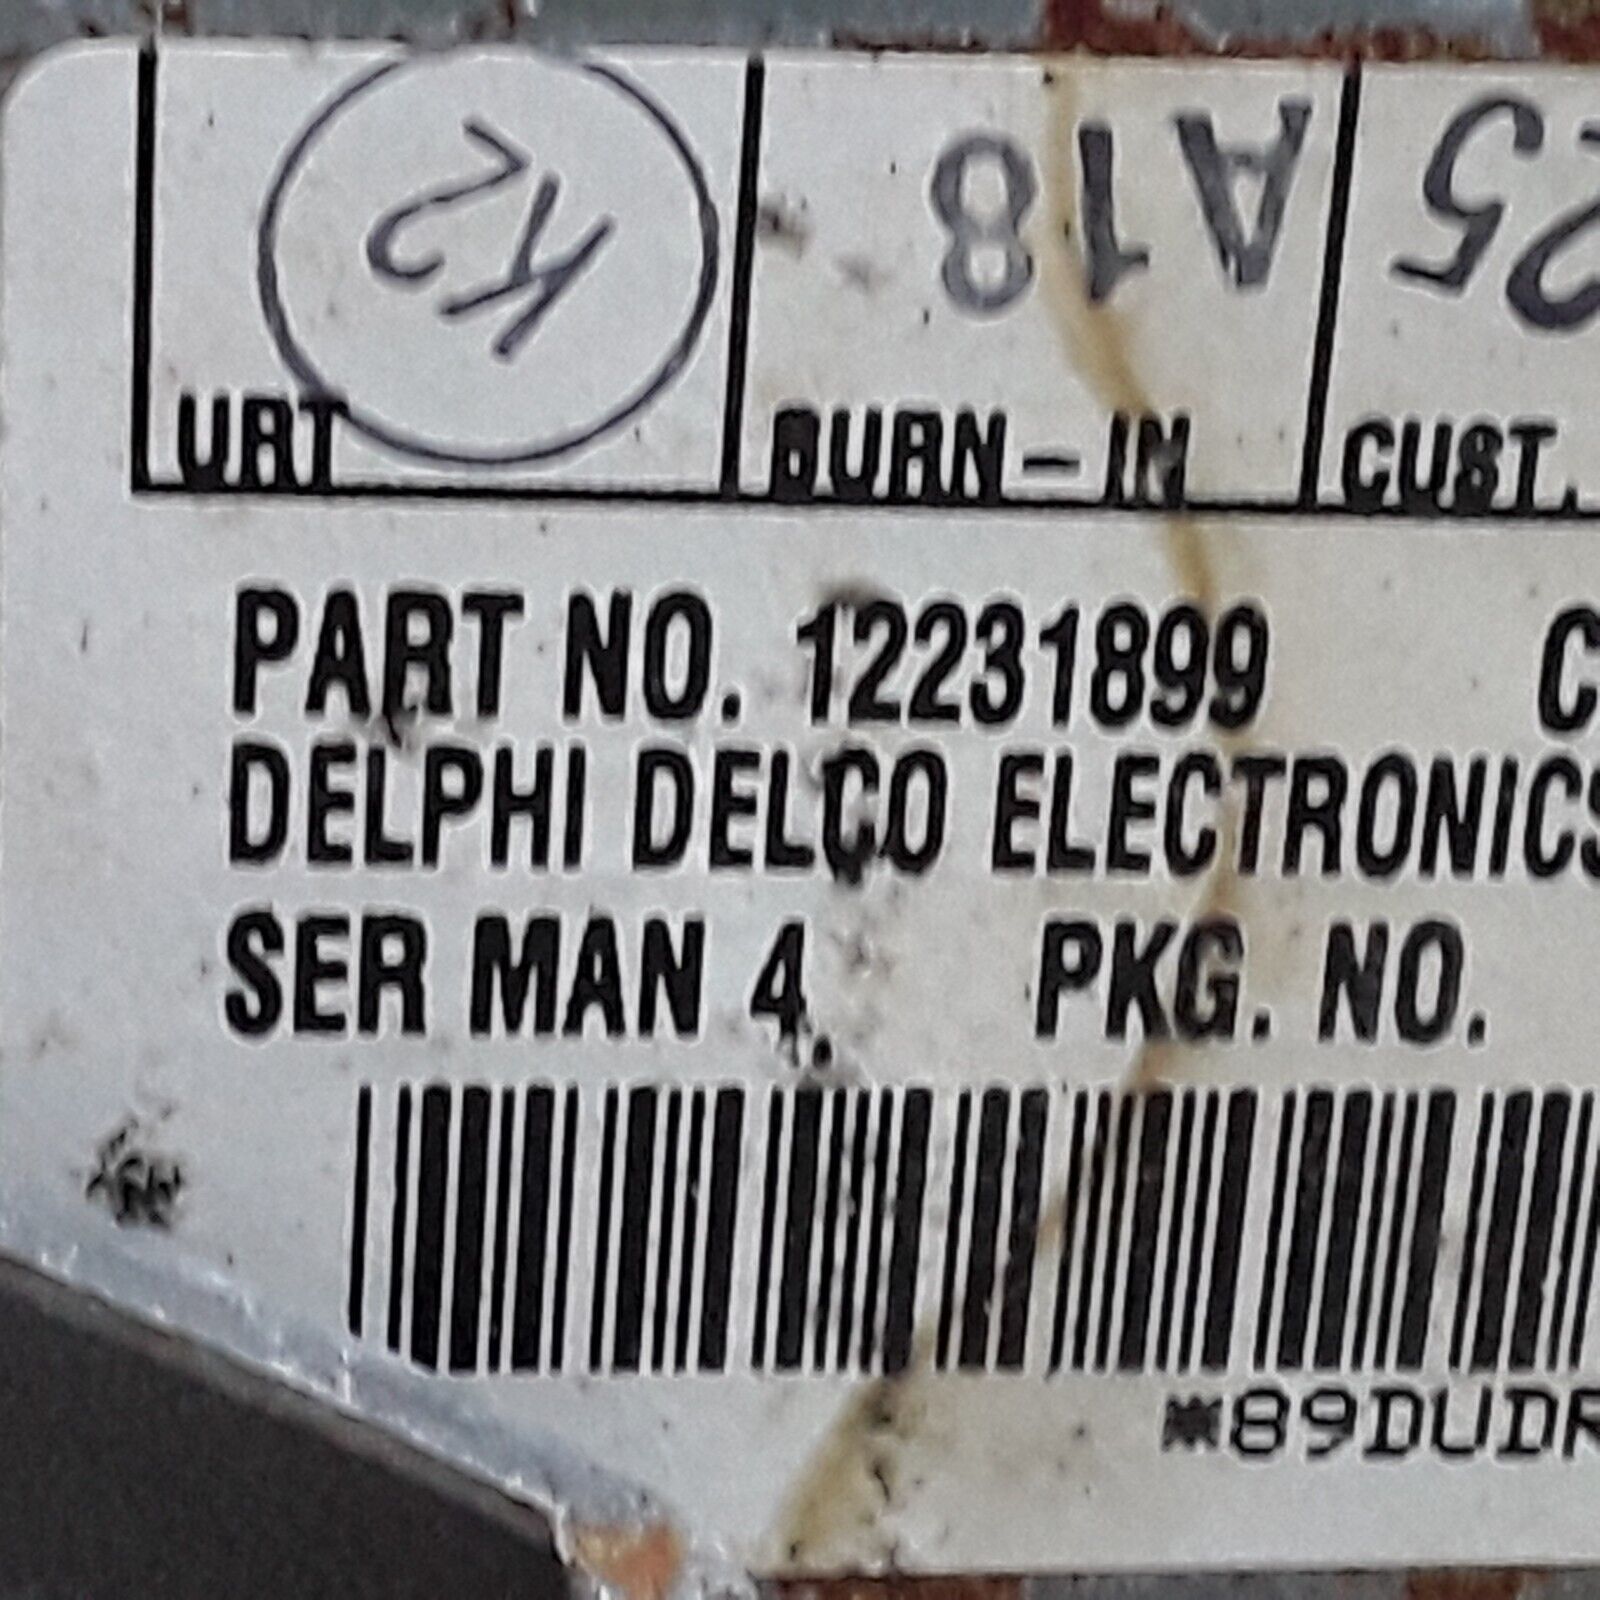 K2
A18
25
URT
BURN-IN
CUST.
PART NO. 12231899 C
DELPHI DELCO ELECTRONICS
SER MAN 4. PKG. NO.
*89DUDR